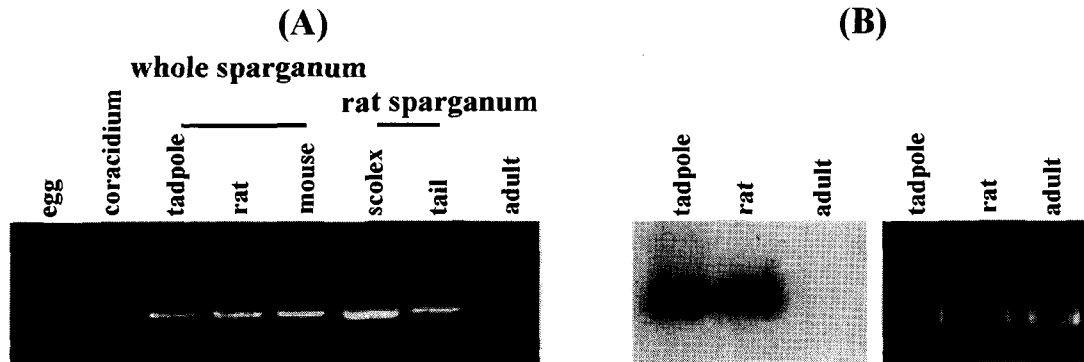 (A)
whole sparganum
rat sparganum
egg
coracidium
tadpole
rat
mouse
scolex
tail
adult
(B)
tadpole
rat
adult
tadpole
rat
adult